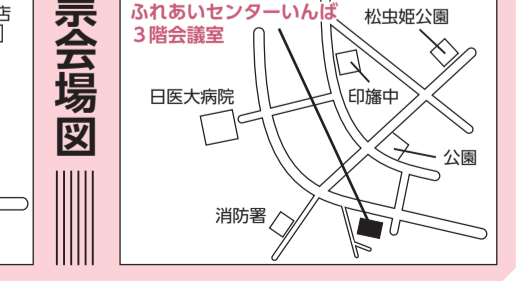 店
票会場図
ふれあいセンターいんば
３階会議室
松虫姫公園
日医大病院
印旛中
公園
消防署